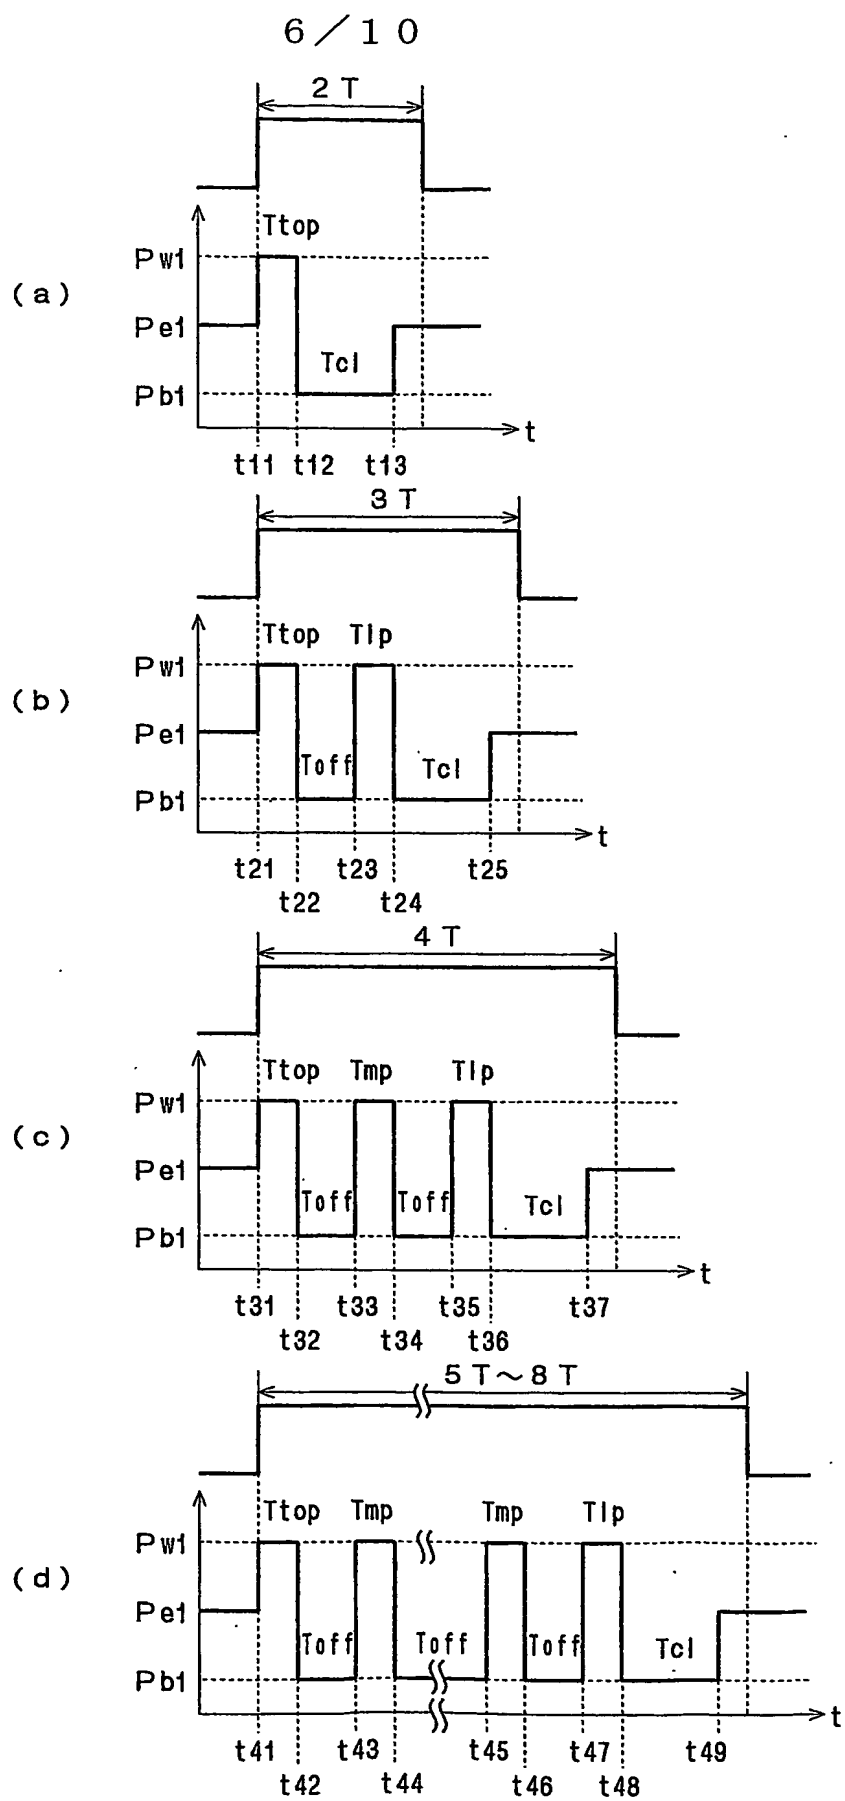 6／10
2T
Ttop
Pw1
(a)
Pe1
Tcl
Pb1
t
t11 t12 t13
3T
Ttop Tlp
Pw1
(b)
Pe1
Toff Tcl
Pb1
t
t21 t23 t25
t22 t24
4T
Ttop Tmp Tlp
Pw1
(c)
Pe1
Toff Toff Tcl
Pb1
t
t31 t33 t35 t37
t32 t34 t36
5T～8T
Ttop Tmp Tmp Tlp
Pw1
(d)
Pe1
Toff Toff Toff Tcl
Pb1
t
t41 t43 t45 t47 t49
t42 t44 t46 t48